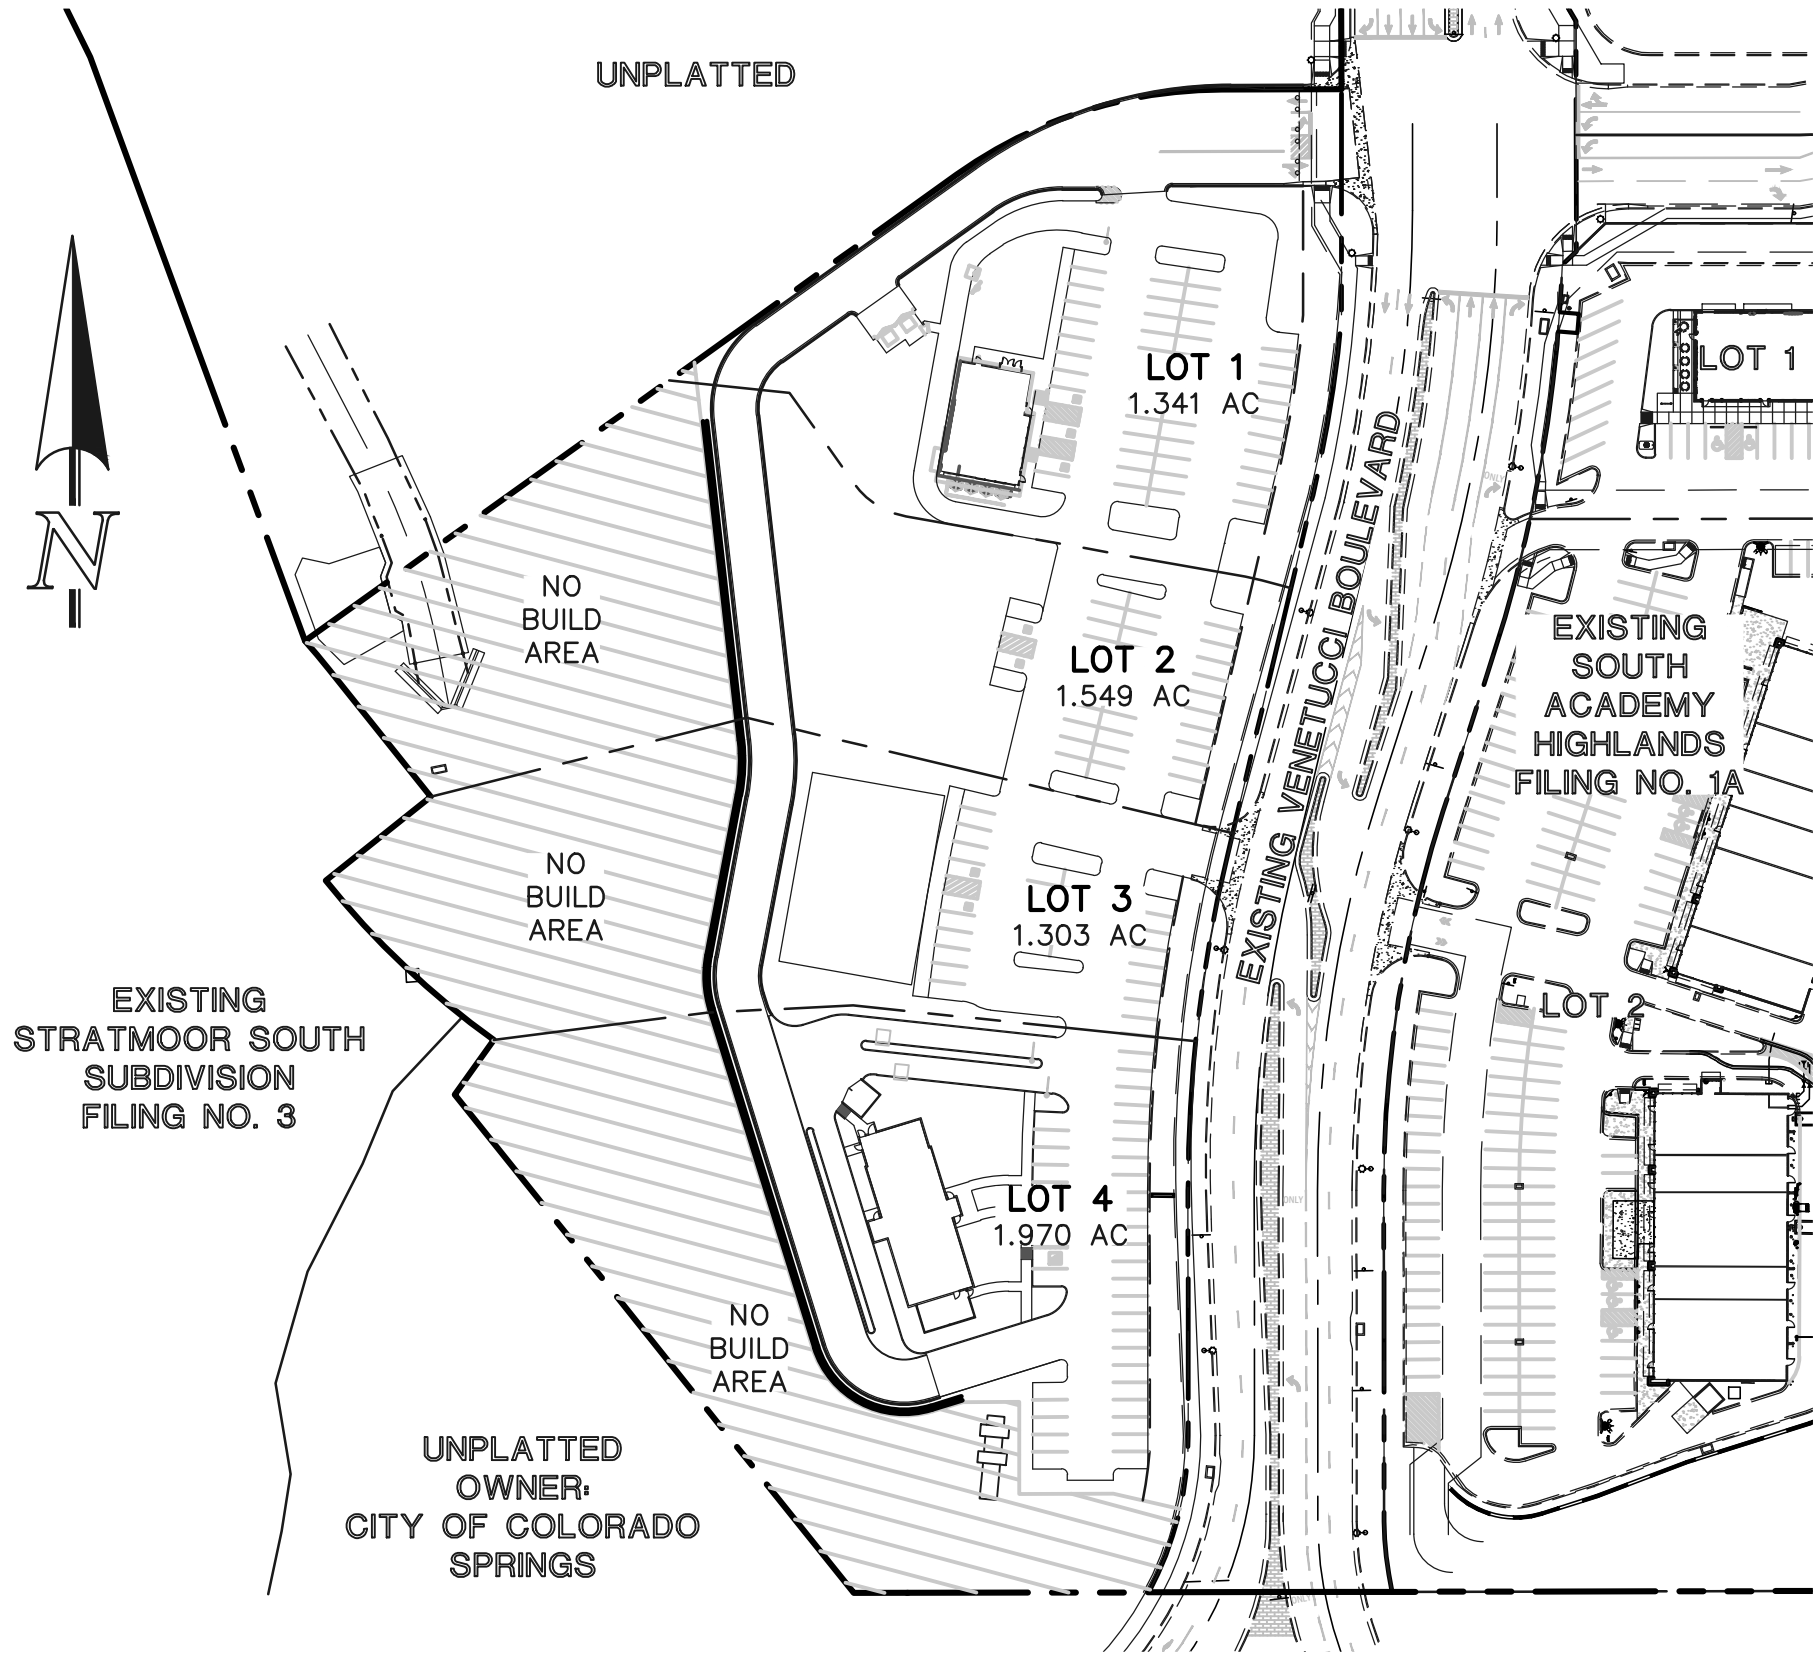 UNPLATTED
LOT 1
1.341 AC
LOT 1
ONLY
N
NO
BUILD
AREA
LOT 2
1.549 AC
EXISTING VENETUCCI BOULEVARD
EXISTING
SOUTH
ACADEMY
HIGHLANDS
FILING NO. 1A
NO
BUILD
AREA
LOT 3
1.303 AC
EXISTING
STRATMOOR SOUTH
SUBDIVISION
FILING NO. 3
LOT 2
LOT 4
1.970 AC
ONLY
NO
BUILD
AREA
UNPLATTED
OWNER:
CITY OF COLORADO
SPRINGS
ONLY